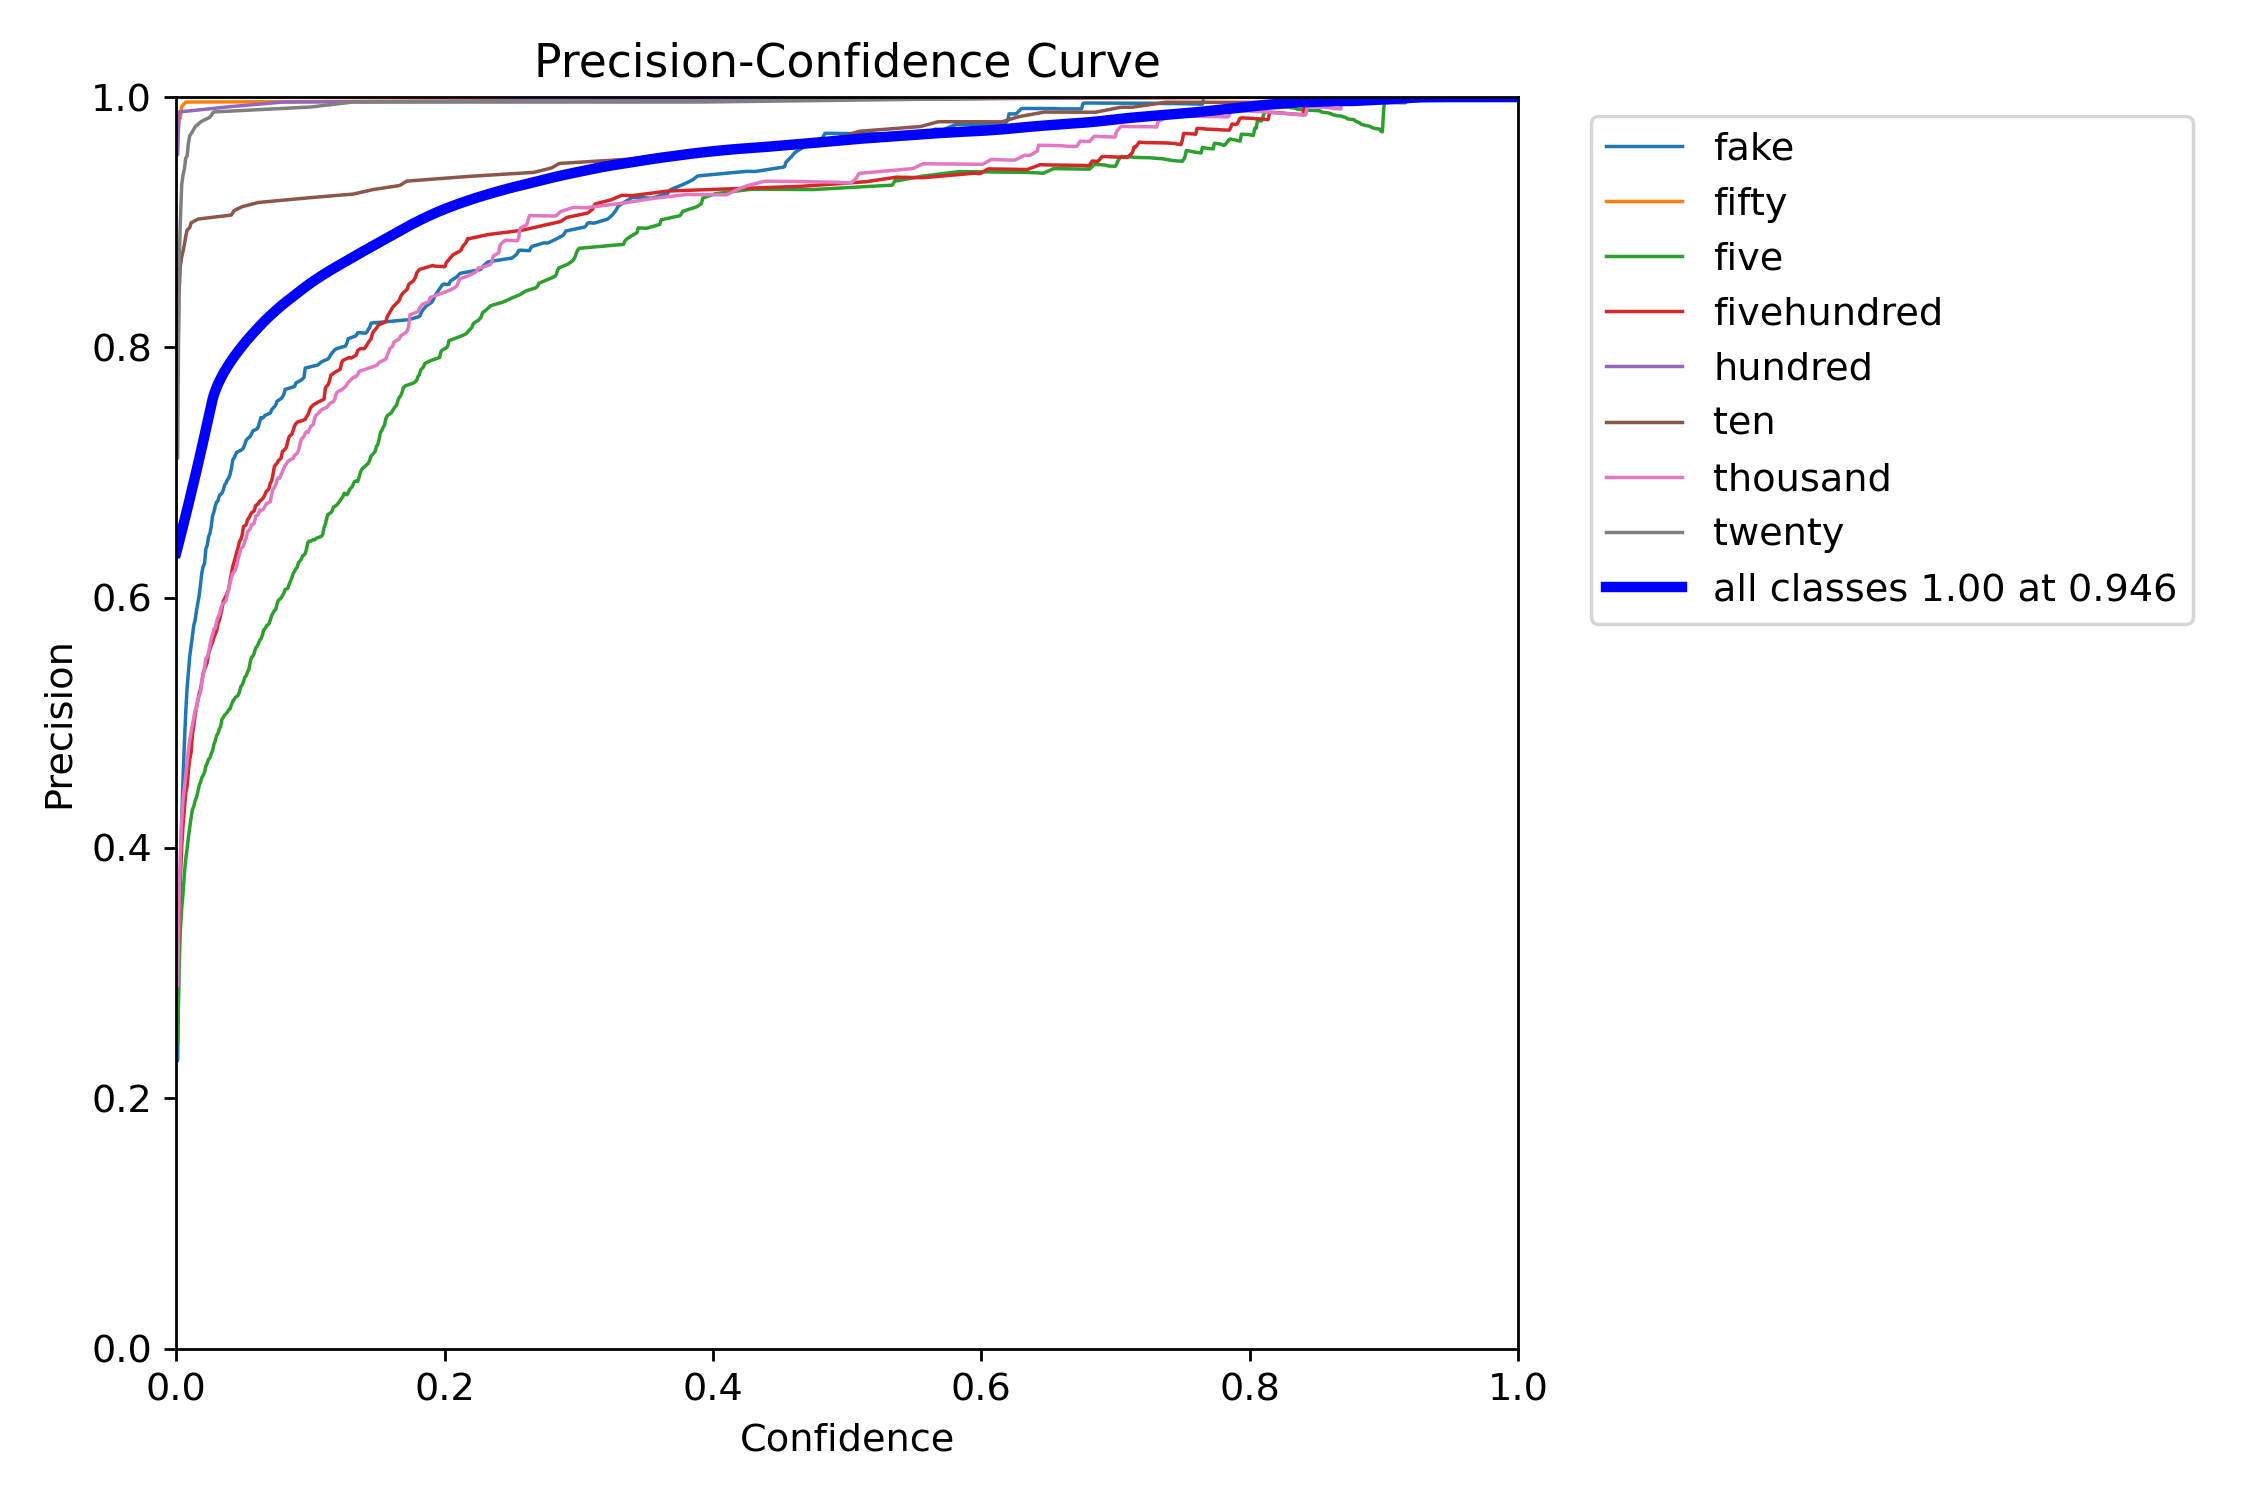 Precision-Confidence Curve
1.0
0.8
0.6
0.4
0.2
0.0
Precision
0.0 0.2 0.4 0.6 0.8 1.0
Confidence
fake
fifty
five
fivehundred
hundred
ten
thousand
twenty
all classes 1.00 at 0.946